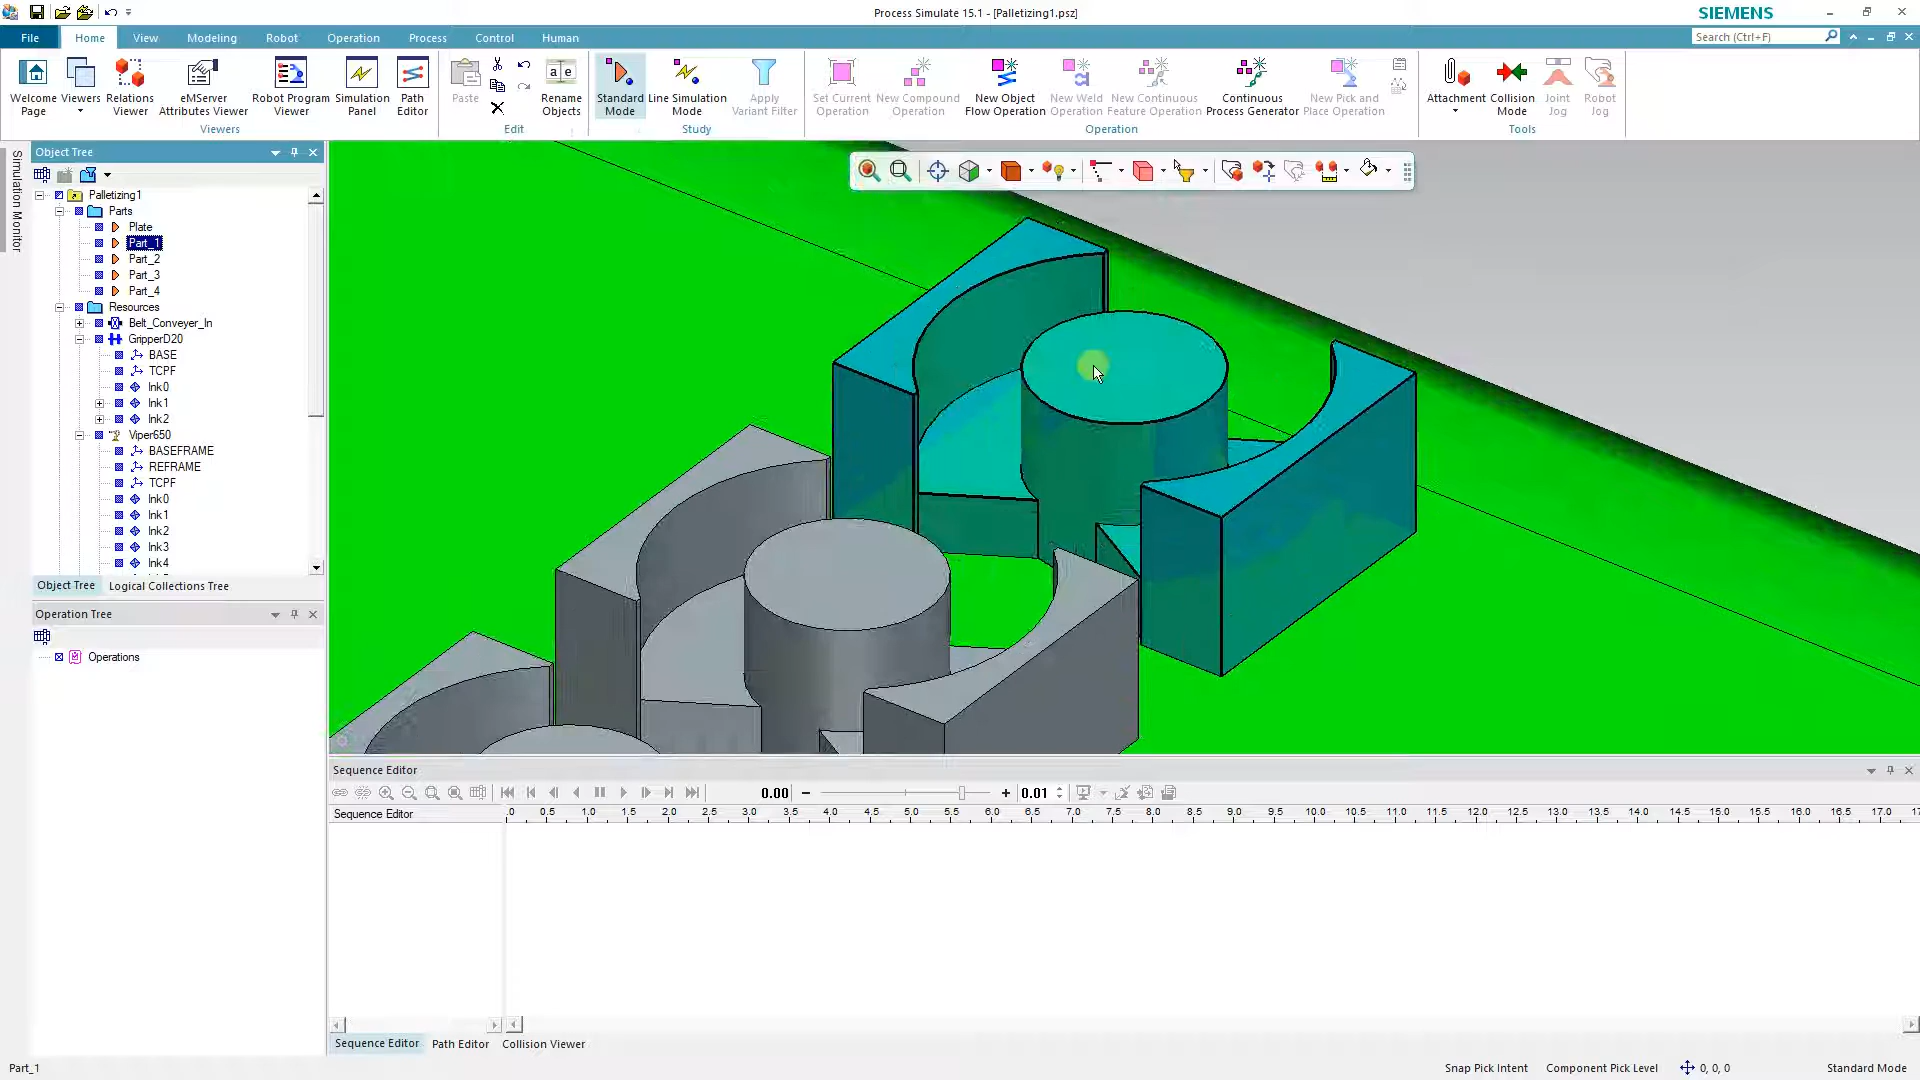 Process Simulate 15.1 - [Palletizing1.psz]
SIEMENS
File Home View Modeling Robot Operation Process Control Human
Search (Ctrl+F)
Welcome Page
Viewers
Relations Viewer
eMServer Attributes Viewer
Robot Program Viewer
Simulation Panel
Path Editor
Viewers
Paste
Rename Objects
Edit
Standard Mode
Line Simulation Mode
Apply Variant Filter
Study
Set Current Operation
New Compound Operation
New Object Flow Operation
New Weld Operation
New Continuous Feature Operation
Continuous Process Generator
New Pick and Place Operation
Operation
Attachment
Collision Mode
Joint Jog
Robot Jog
Tools
Simulation Monitor
Object Tree
Palletizing1
Parts
Plate
Part_1
Part_2
Part_3
Part_4
Resources
Belt_Conveyer_In
GripperD20
BASE
TCPF
lnk0
lnk1
lnk2
Viper650
BASEFRAME
REFRAME
TCPF
lnk0
lnk1
lnk2
lnk3
lnk4
Object Tree Logical Collections Tree
Operation Tree
Operations
Sequence Editor
0.00 − + 0.01
Sequence Editor
.0 0.5 1.0 1.5 2.0 2.5 3.0 3.5 4.0 4.5 5.0 5.5 6.0 6.5 7.0 7.5 8.0 8.5 9.0 9.5 10.0 10.5 11.0 11.5 12.0 12.5 13.0 13.5 14.0 14.5 15.0 15.5 16.0 16.5 17.0 17
Sequence Editor Path Editor Collision Viewer
Part_1
Snap Pick Intent Component Pick Level 0, 0, 0 Standard Mode